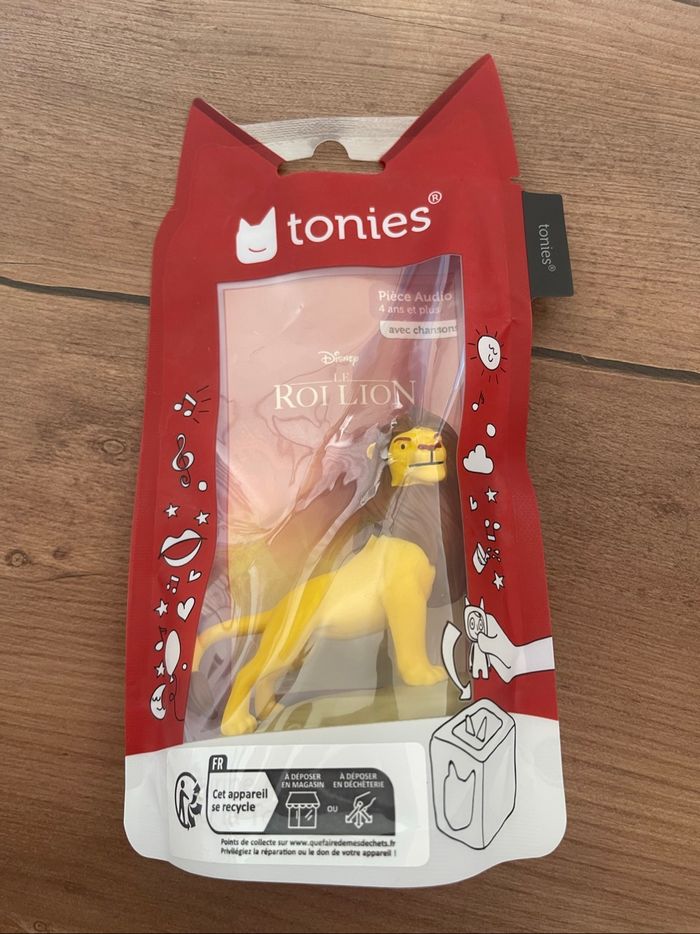 tonies®
tonies®
Pièce Audio
4 ans et plus
avec chansons
Disney
LE
ROI LION
FR
Cet appareil
se recycle
À DÉPOSER
EN MAGASIN
OU
À DÉPOSER
EN DÉCHÈTERIE
Points de collecte sur www.quefairedemesdechets.fr
Privilégiez la réparation ou le don de votre appareil !